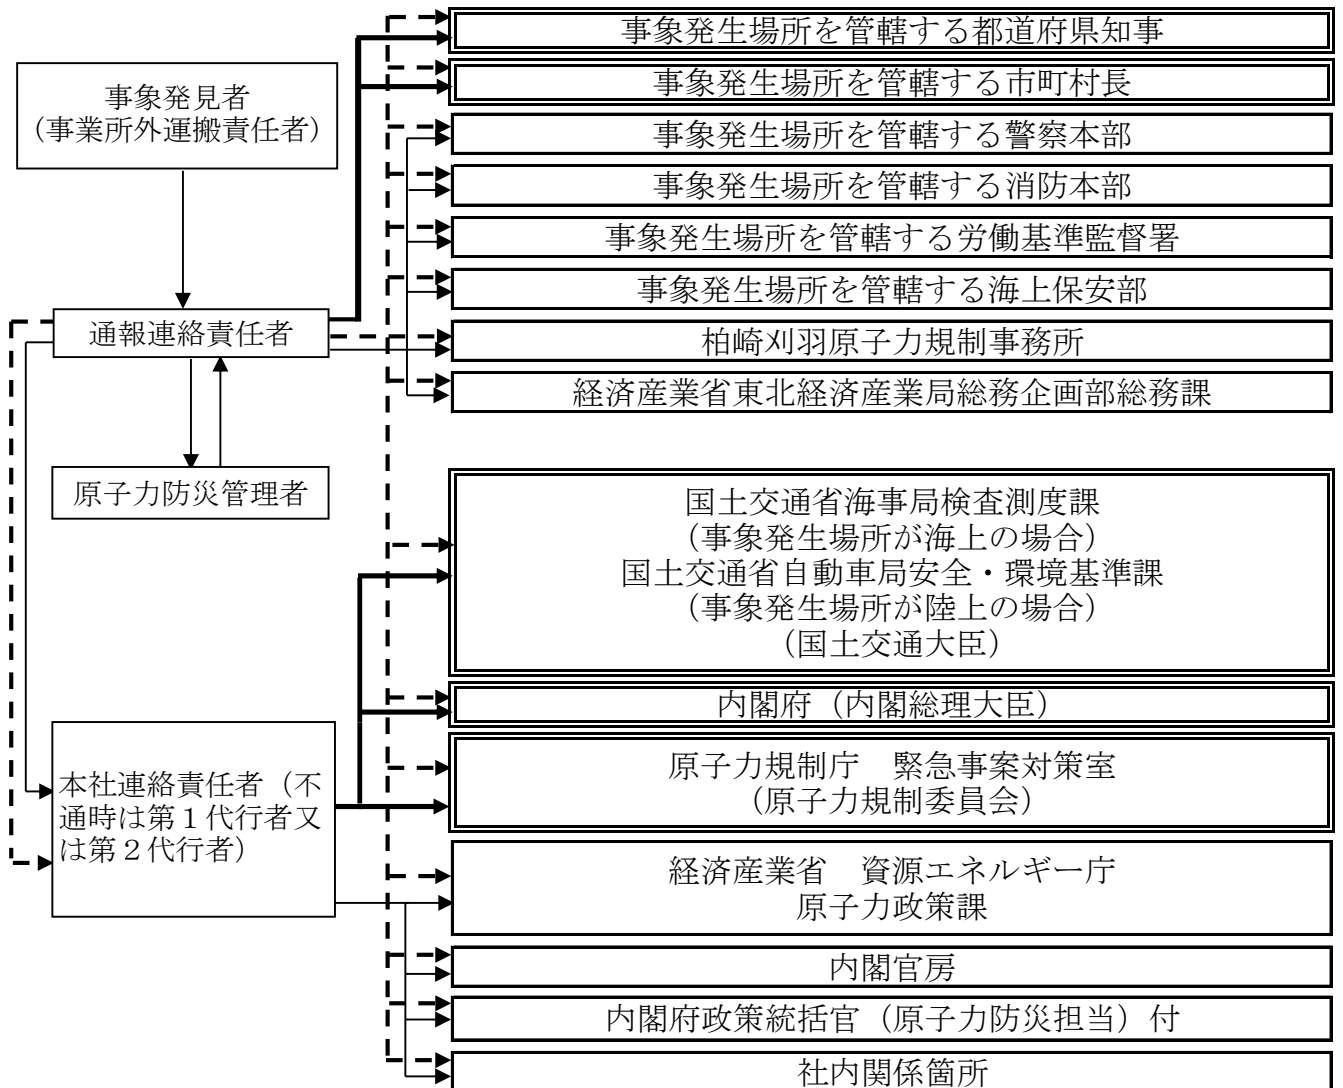 事象発生場所を管轄する都道府県知事
事象発生場所を管轄する市町村長
事象発見者
（事業所外運搬責任者）
事象発生場所を管轄する警察本部
事象発生場所を管轄する消防本部
事象発生場所を管轄する労働基準監督署
事象発生場所を管轄する海上保安部
通報連絡責任者
柏崎刈羽原子力規制事務所
経済産業省東北経済産業局総務企画部総務課
原子力防災管理者
国土交通省海事局検査測度課
（事象発生場所が海上の場合）
国土交通省自動車局安全・環境基準課
（事象発生場所が陸上の場合）
（国土交通大臣）
内閣府（内閣総理大臣）
本社連絡責任者（不
通時は第１代行者又
は第２代行者）
原子力規制庁　緊急事案対策室
（原子力規制委員会）
経済産業省　資源エネルギー庁
原子力政策課
内閣官房
内閣府政策統括官（原子力防災担当）付
社内関係箇所